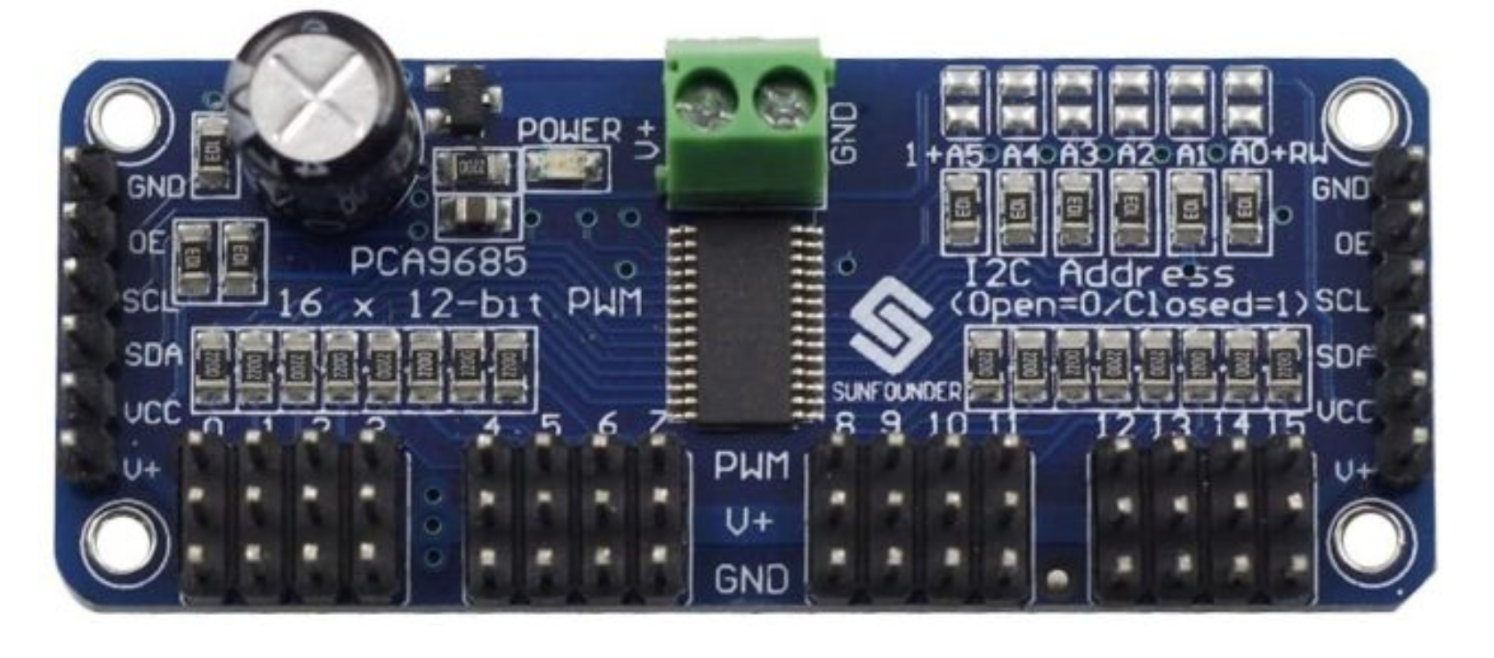 POWER
V+
GND
1+A5 A4 A3 A2 A1 A0+RW
GND
OE
SCL
SDA
VCC
V+
PCA9685
16 x 12-bit PWM
I2C Address
(Open=0/Closed=1)
SUNFOUNDER
GND
OE
SCL
SDA
VCC
V+
0 1 2 3 4 5 6 7 8 9 10 11 12 13 14 15
PWM
V+
GND